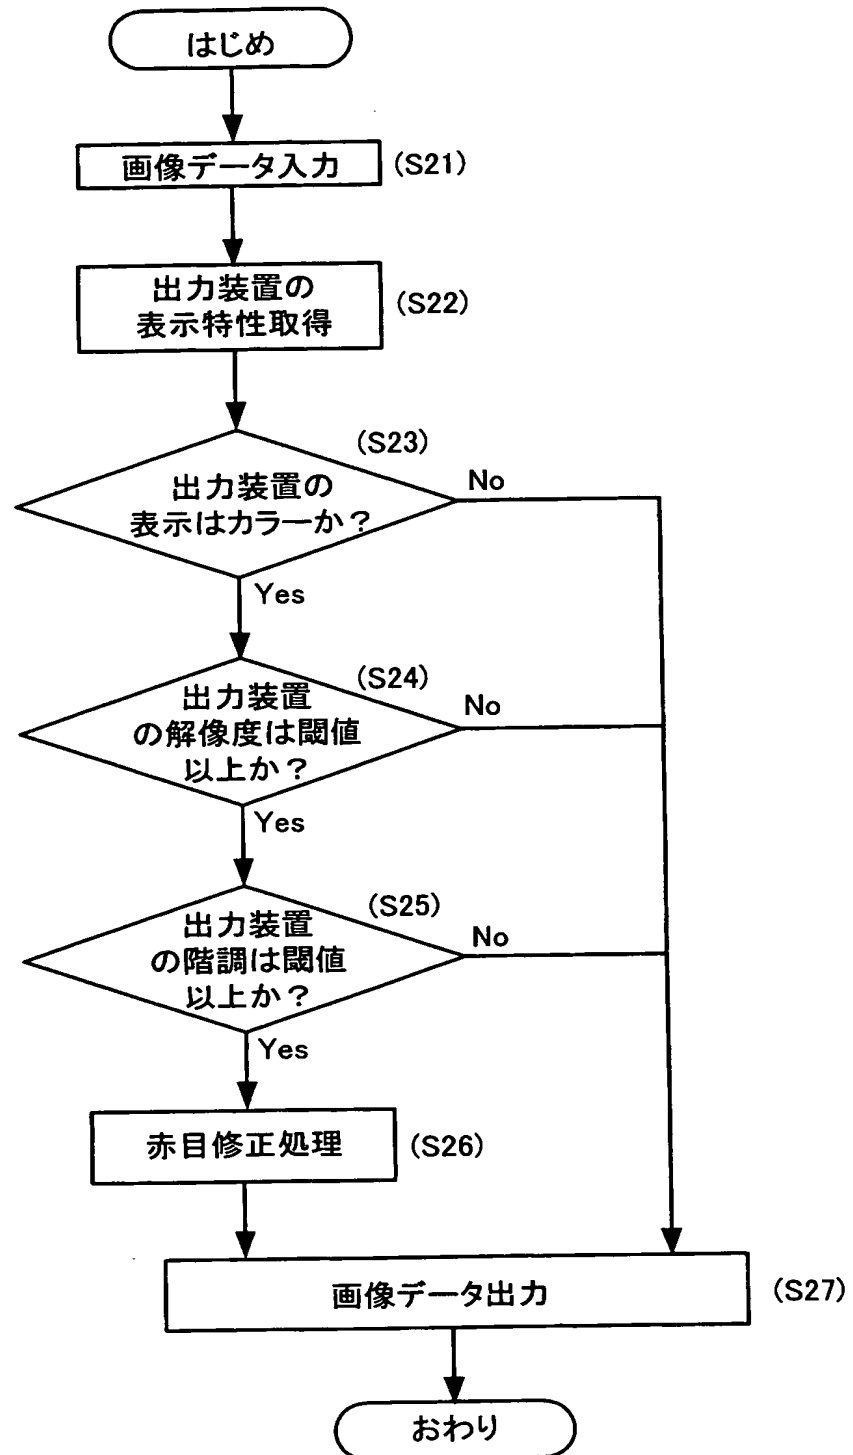 はじめ
画像データ入力 (S21)
出力装置の
表示特性取得
(S22)
(S23)
出力装置の
表示はカラーか？
No
Yes
(S24)
出力装置
の解像度は閾値
以上か？
No
Yes
(S25)
出力装置
の階調は閾値
以上か？
No
Yes
赤目修正処理 (S26)
画像データ出力 (S27)
おわり